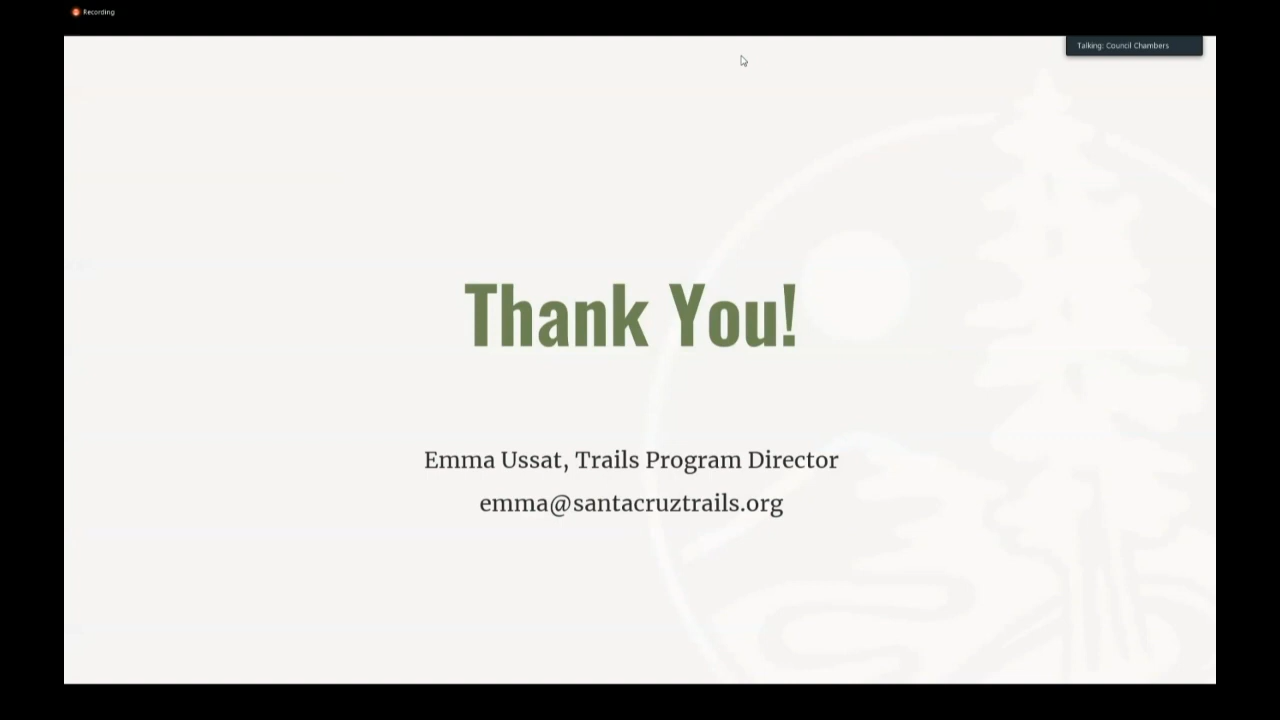 Recording
Talking: Council Chambers
Thank You!
Emma Ussat, Trails Program Director
emma@santacruztrails.org